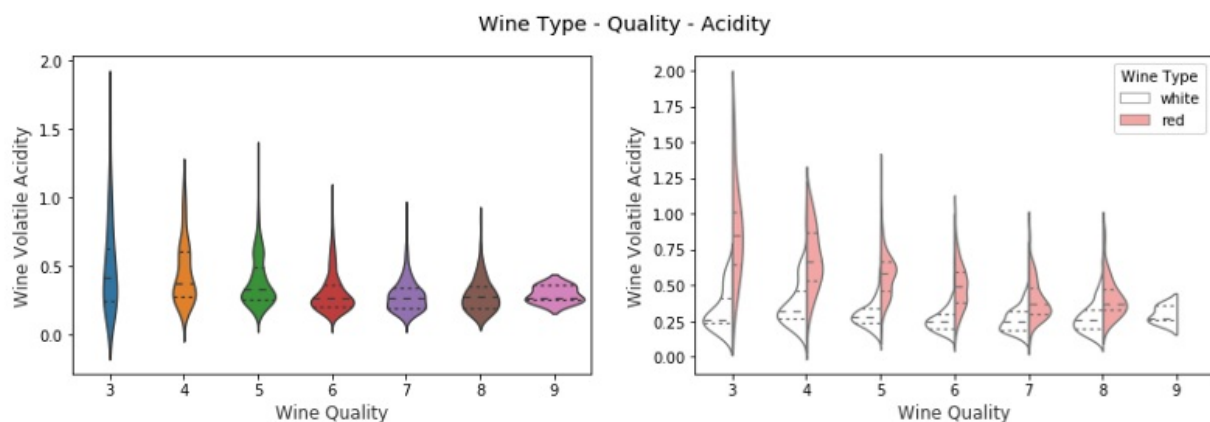 Wine Type - Quality - Acidity
Wine Volatile Acidity
2.0
1.5
1.0
0.5
0.0
3 4 5 6 7 8 9
Wine Quality
Wine Volatile Acidity
2.00
1.75
1.50
1.25
1.00
0.75
0.50
0.25
0.00
Wine Type
white
red
3 4 5 6 7 8 9
Wine Quality